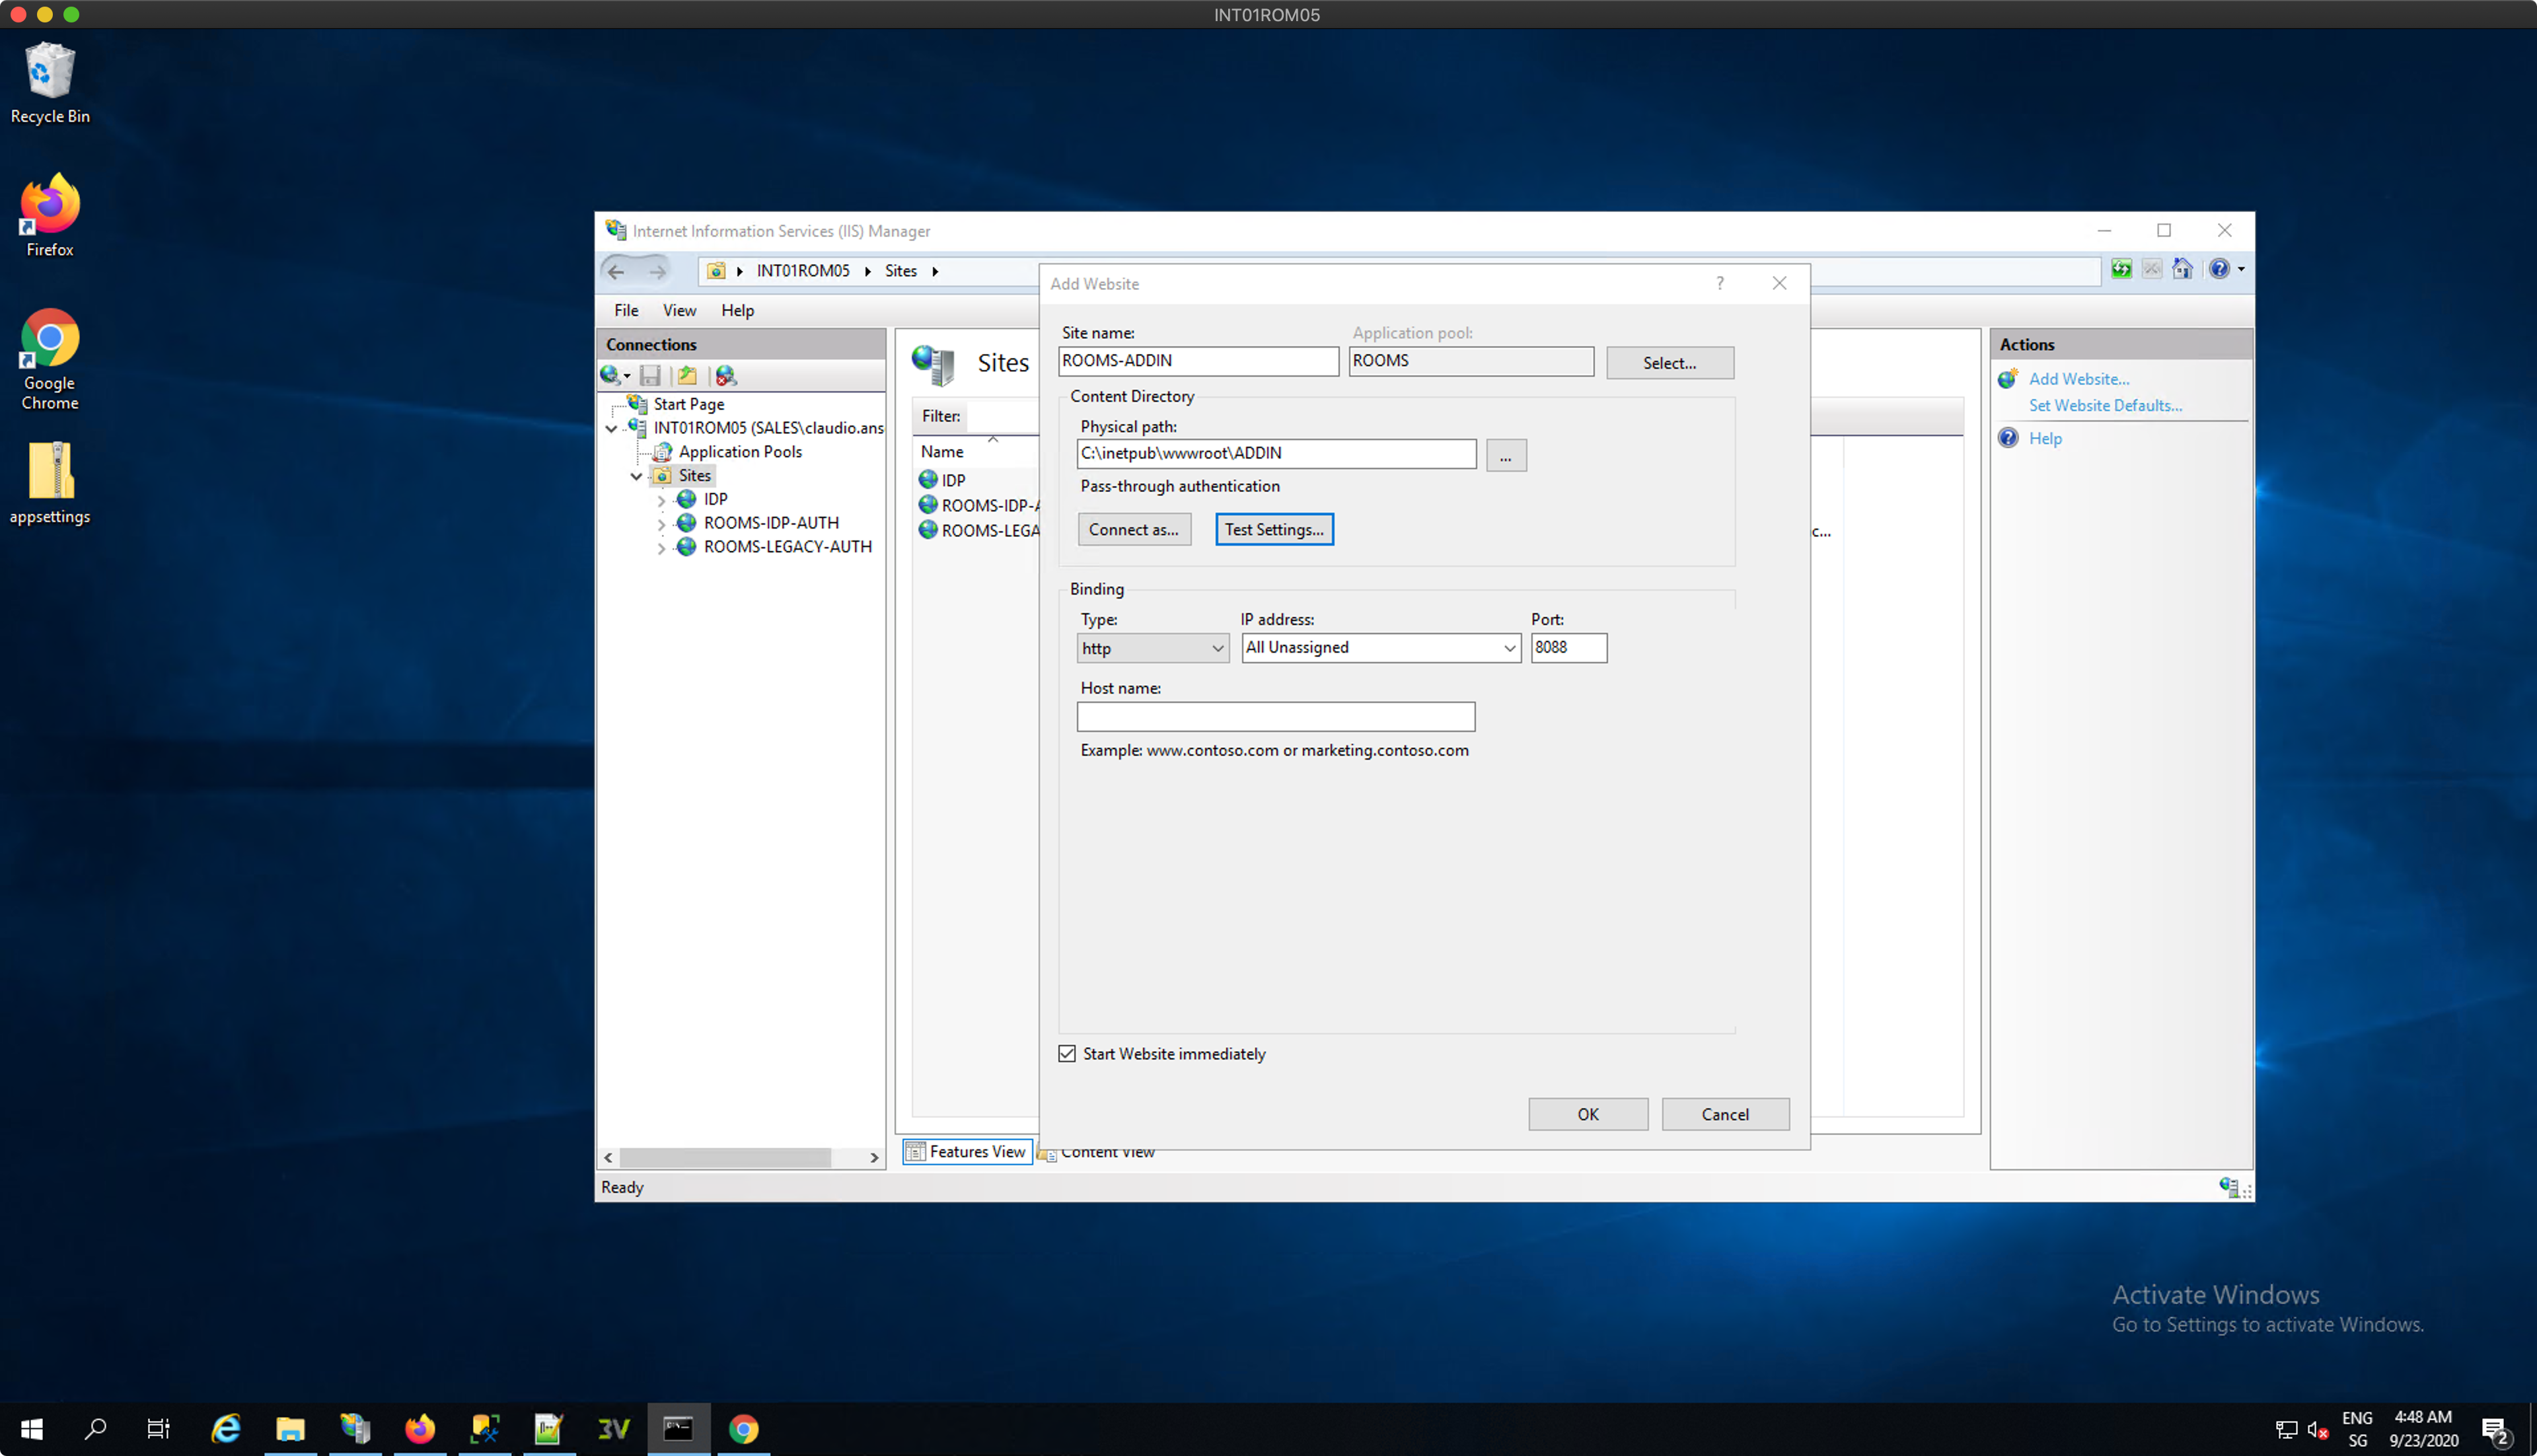 INT01ROM05
Recycle Bin
Firefox
Google
Chrome
appsettings
Internet Information Services (IIS) Manager
INT01ROM05 Sites
File View Help
Connections
Start Page
INT01ROM05 (SALES\claudio.ans
Application Pools
Sites
IDP
ROOMS-IDP-AUTH
ROOMS-LEGACY-AUTH
Sites
Filter:
Name
IDP
ROOMS-IDP-A
ROOMS-LEGA
c...
Features View
Content View
Ready
Add Website
?
Site name:
ROOMS-ADDIN
Application pool:
ROOMS
Select...
Content Directory
Physical path:
C:\inetpub\wwwroot\ADDIN
...
Pass-through authentication
Connect as...
Test Settings...
Binding
Type:
http
IP address:
All Unassigned
Port:
8088
Host name:
Example: www.contoso.com or marketing.contoso.com
Start Website immediately
OK
Cancel
Actions
Add Website...
Set Website Defaults...
Help
Activate Windows
Go to Settings to activate Windows.
3V
ENG
SG
4:48 AM
9/23/2020
2